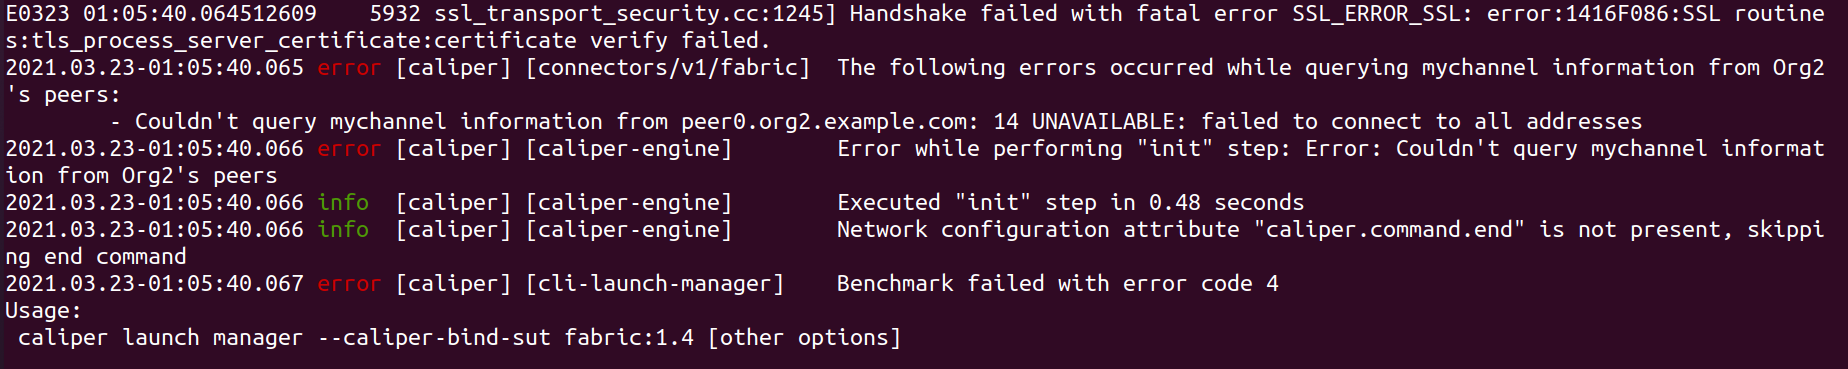 E0323 01:05:40.064512609    5932 ssl_transport_security.cc:1245] Handshake failed with fatal error SSL_ERROR_SSL: error:1416F086:SSL routine
s:tls_process_server_certificate:certificate verify failed.
2021.03.23-01:05:40.065 error [caliper] [connectors/v1/fabric]  The following errors occurred while querying mychannel information from Org2
's peers:
        - Couldn't query mychannel information from peer0.org2.example.com: 14 UNAVAILABLE: failed to connect to all addresses
2021.03.23-01:05:40.066 error [caliper] [caliper-engine]        Error while performing "init" step: Error: Couldn't query mychannel informat
ion from Org2's peers
2021.03.23-01:05:40.066 info  [caliper] [caliper-engine]        Executed "init" step in 0.48 seconds
2021.03.23-01:05:40.066 info  [caliper] [caliper-engine]        Network configuration attribute "caliper.command.end" is not present, skippi
ng end command
2021.03.23-01:05:40.067 error [caliper] [cli-launch-manager]    Benchmark failed with error code 4
Usage:
 caliper launch manager --caliper-bind-sut fabric:1.4 [other options]